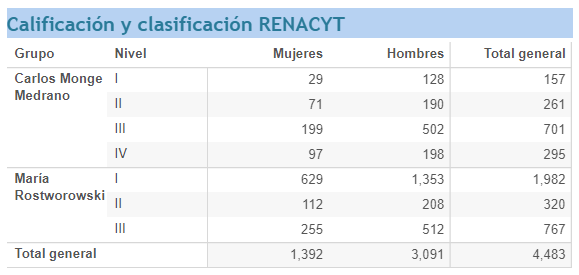 Calificación y clasificación RENACYT
Grupo Nivel Mujeres Hombres Total general
Carlos Monge Medrano I 29 128 157
II 71 190 261
III 199 502 701
IV 97 198 295
María Rostworowski I 629 1,353 1,982
II 112 208 320
III 255 512 767
Total general 1,392 3,091 4,483